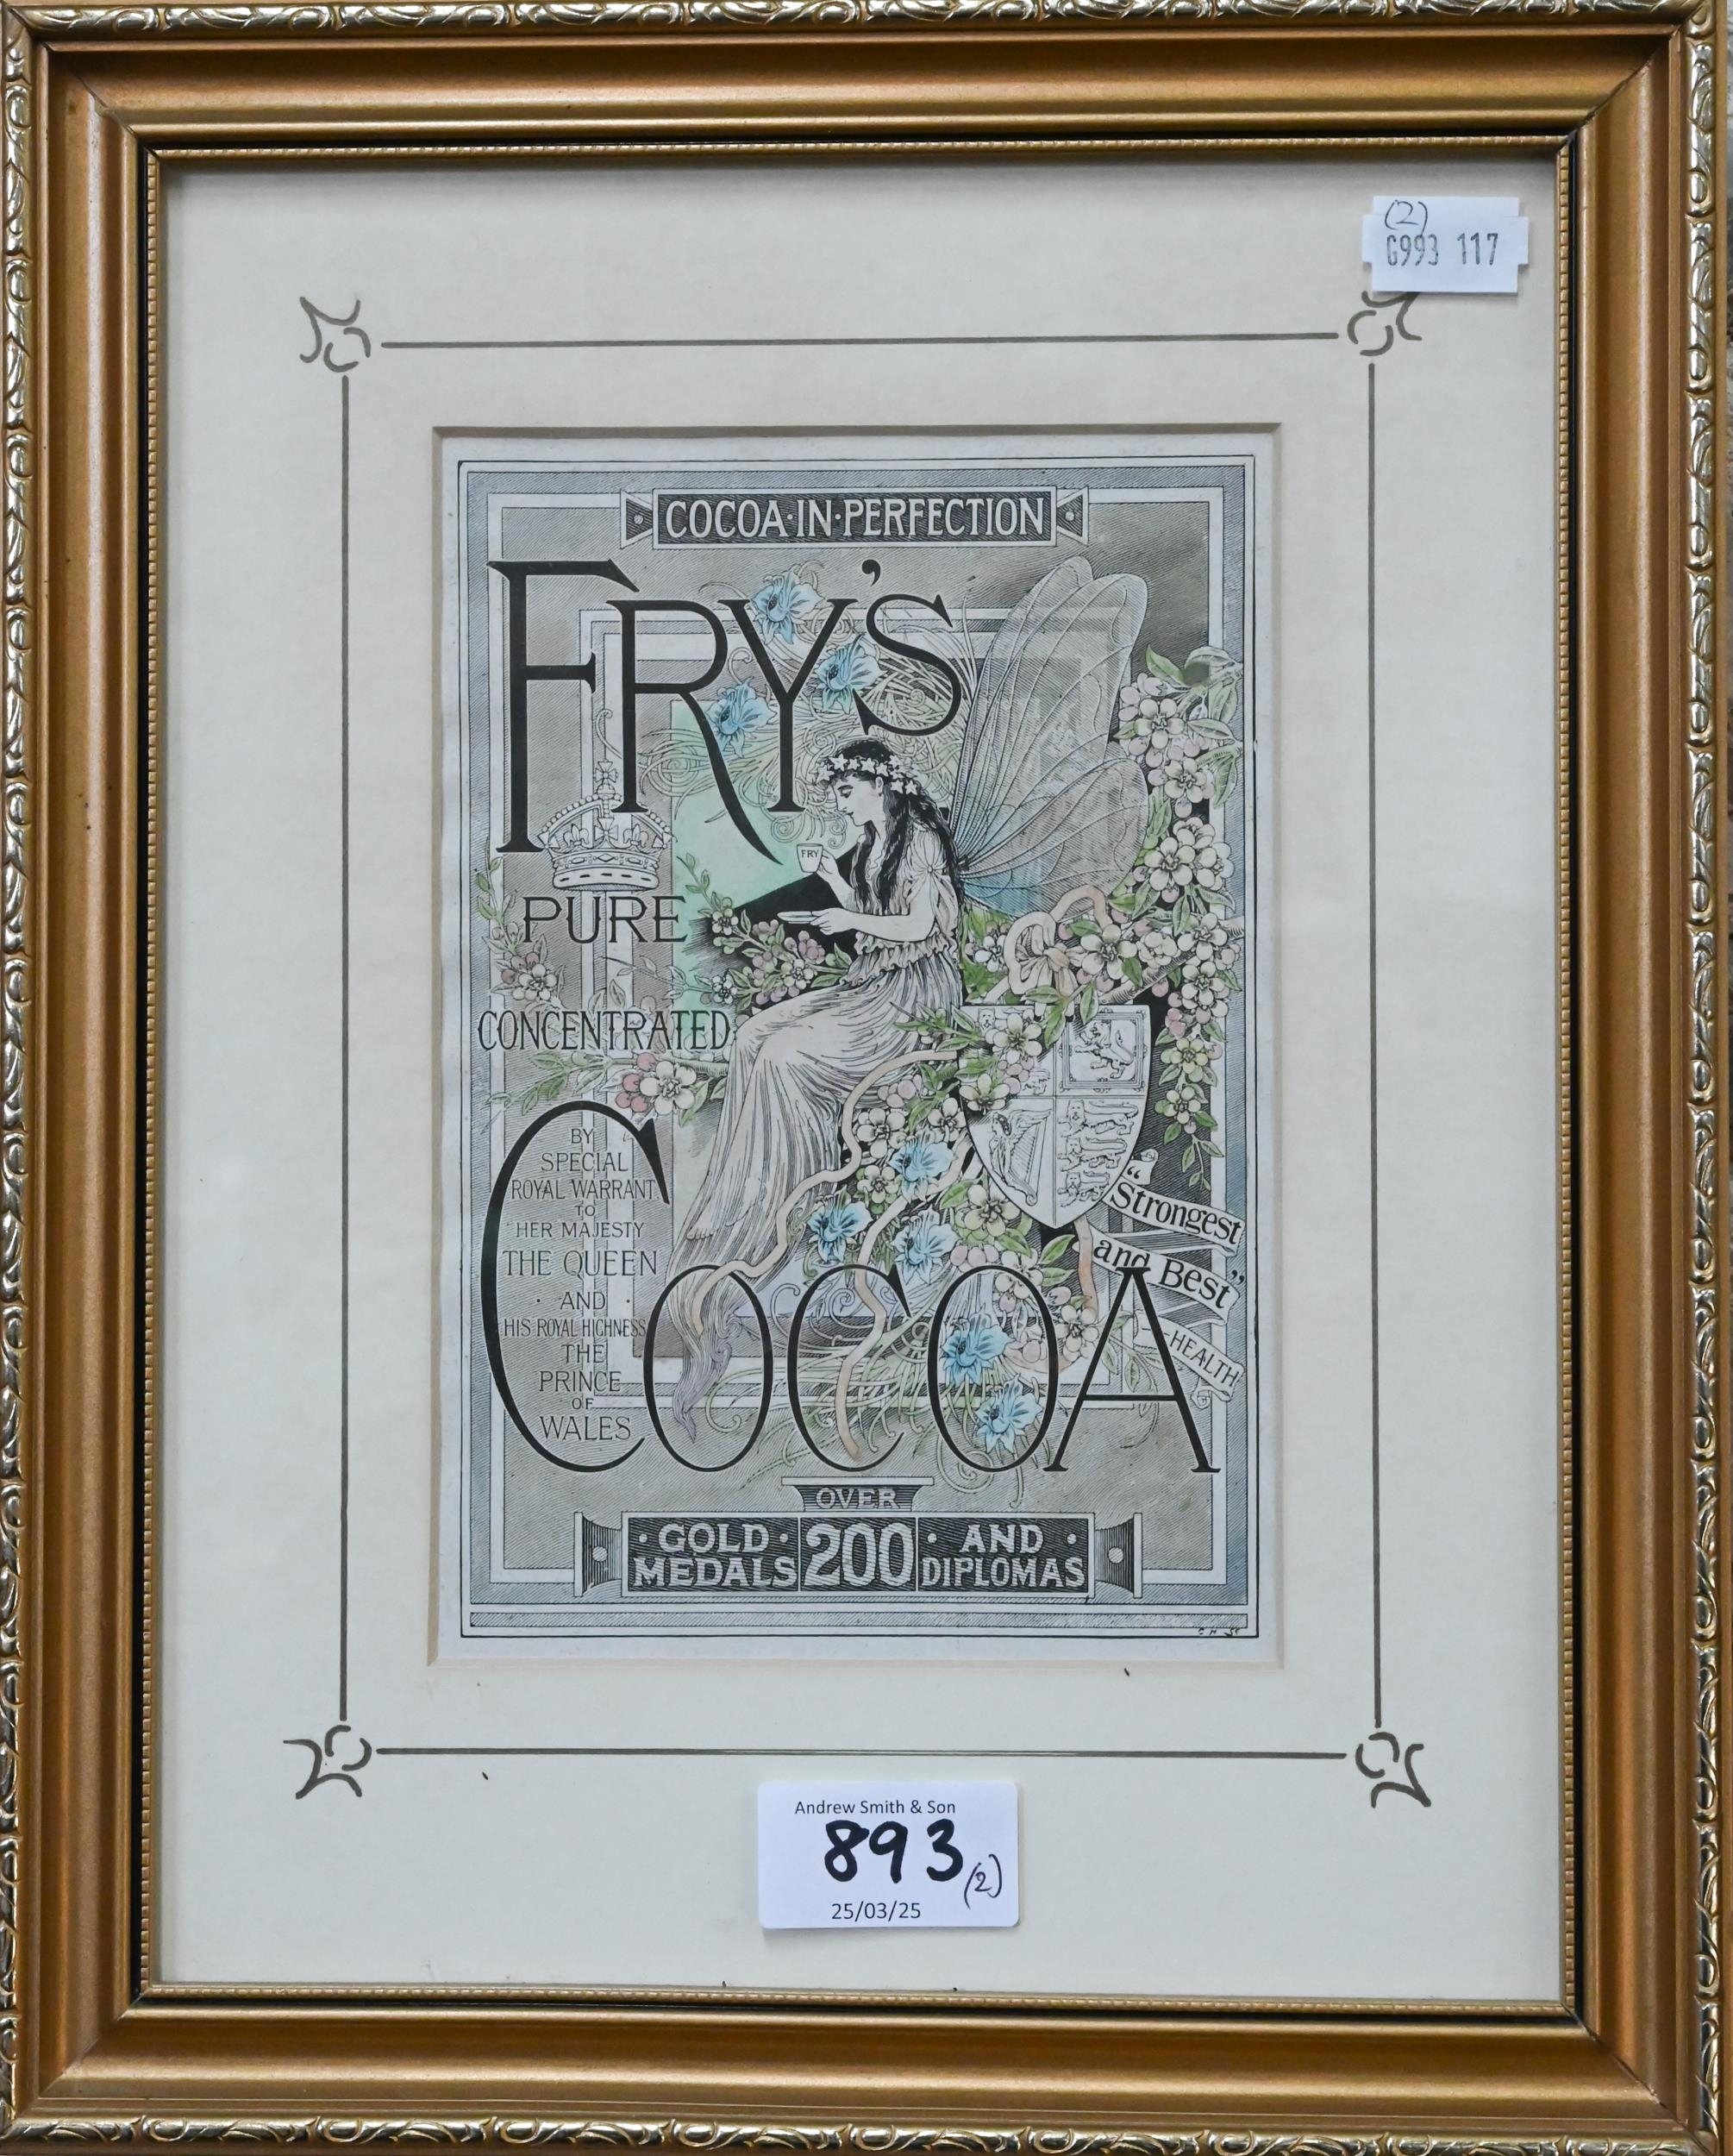 (2)
G993 117
COCOA·IN·PERFECTION
FRY'S
FRY
PURE
CONCENTRATED
COCOA
BY
SPECIAL
ROYAL WARRANT
TO
HER MAJESTY
THE QUEEN
· AND ·
HIS ROYAL HIGHNESS
THE
PRINCE
OF
WALES
"Strongest
and Best"
—HEALTH
OVER
· GOLD · 200 · AND ·
MEDALS DIPLOMAS
Andrew Smith & Son
893 (2)
25/03/25